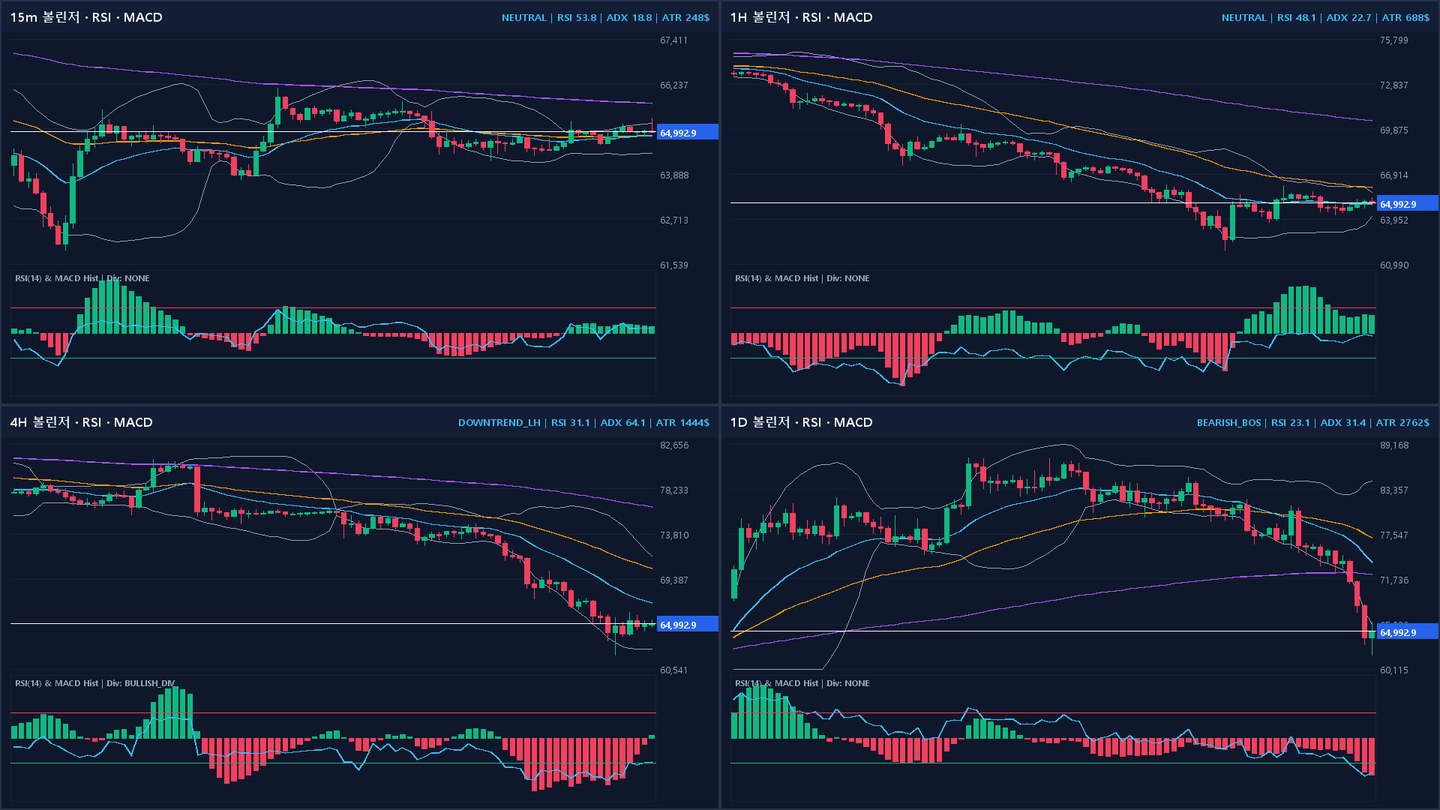 15m 볼린저 · RSI · MACD
NEUTRAL | RSI 53.8 | ADX 18.8 | ATR 248$
67,411
66,237
64,992.9
63,888
62,713
61,539
RSI(14) & MACD Hist | Div: NONE
1H 볼린저 · RSI · MACD
NEUTRAL | RSI 48.1 | ADX 22.7 | ATR 688$
75,799
72,837
69,875
66,914
64,992.9
63,952
60,990
RSI(14) & MACD Hist | Div: NONE
4H 볼린저 · RSI · MACD
DOWNTREND_LH | RSI 31.1 | ADX 64.1 | ATR 1444$
82,656
78,233
73,810
69,387
64,992.9
60,541
RSI(14) & MACD Hist | Div: BULLISH_DIV
1D 볼린저 · RSI · MACD
BEARISH_BOS | RSI 23.1 | ADX 31.4 | ATR 2762$
89,168
83,357
77,547
71,736
64,992.9
60,115
RSI(14) & MACD Hist | Div: NONE